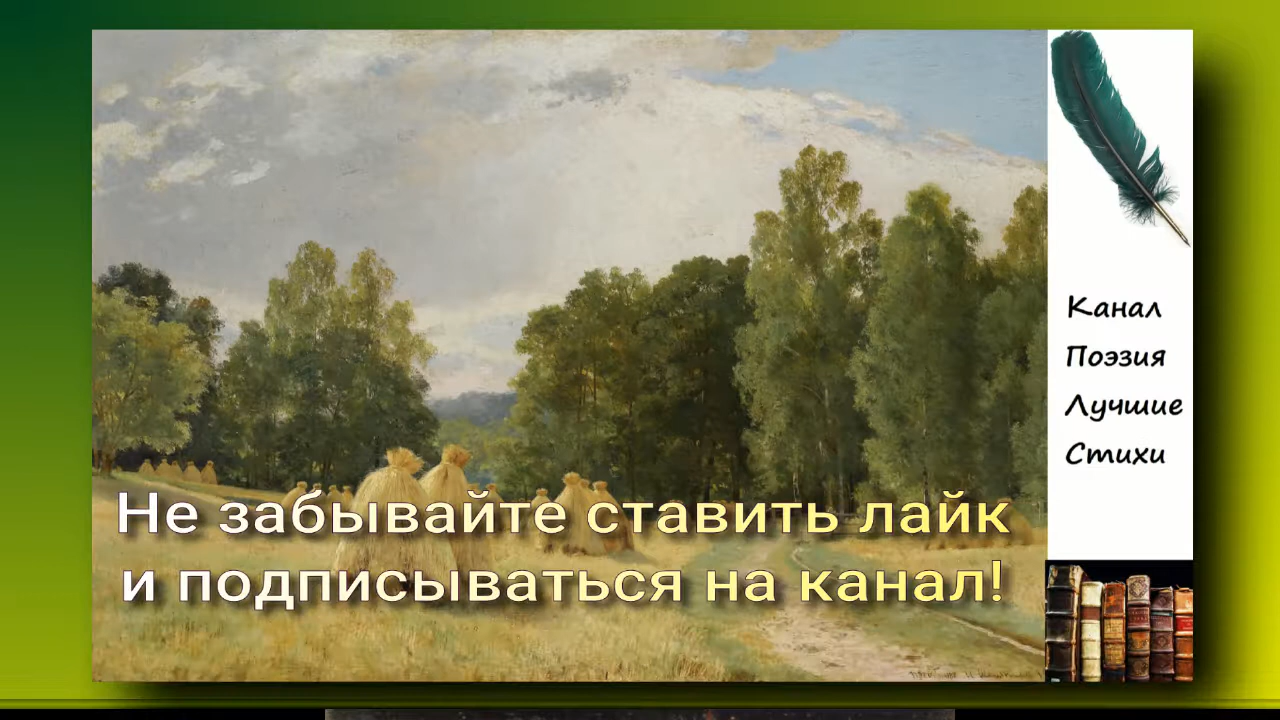 Не забывайте ставить лайк
и подписываться на канал!
Канал
Поэзия
Лучшие
Стихи